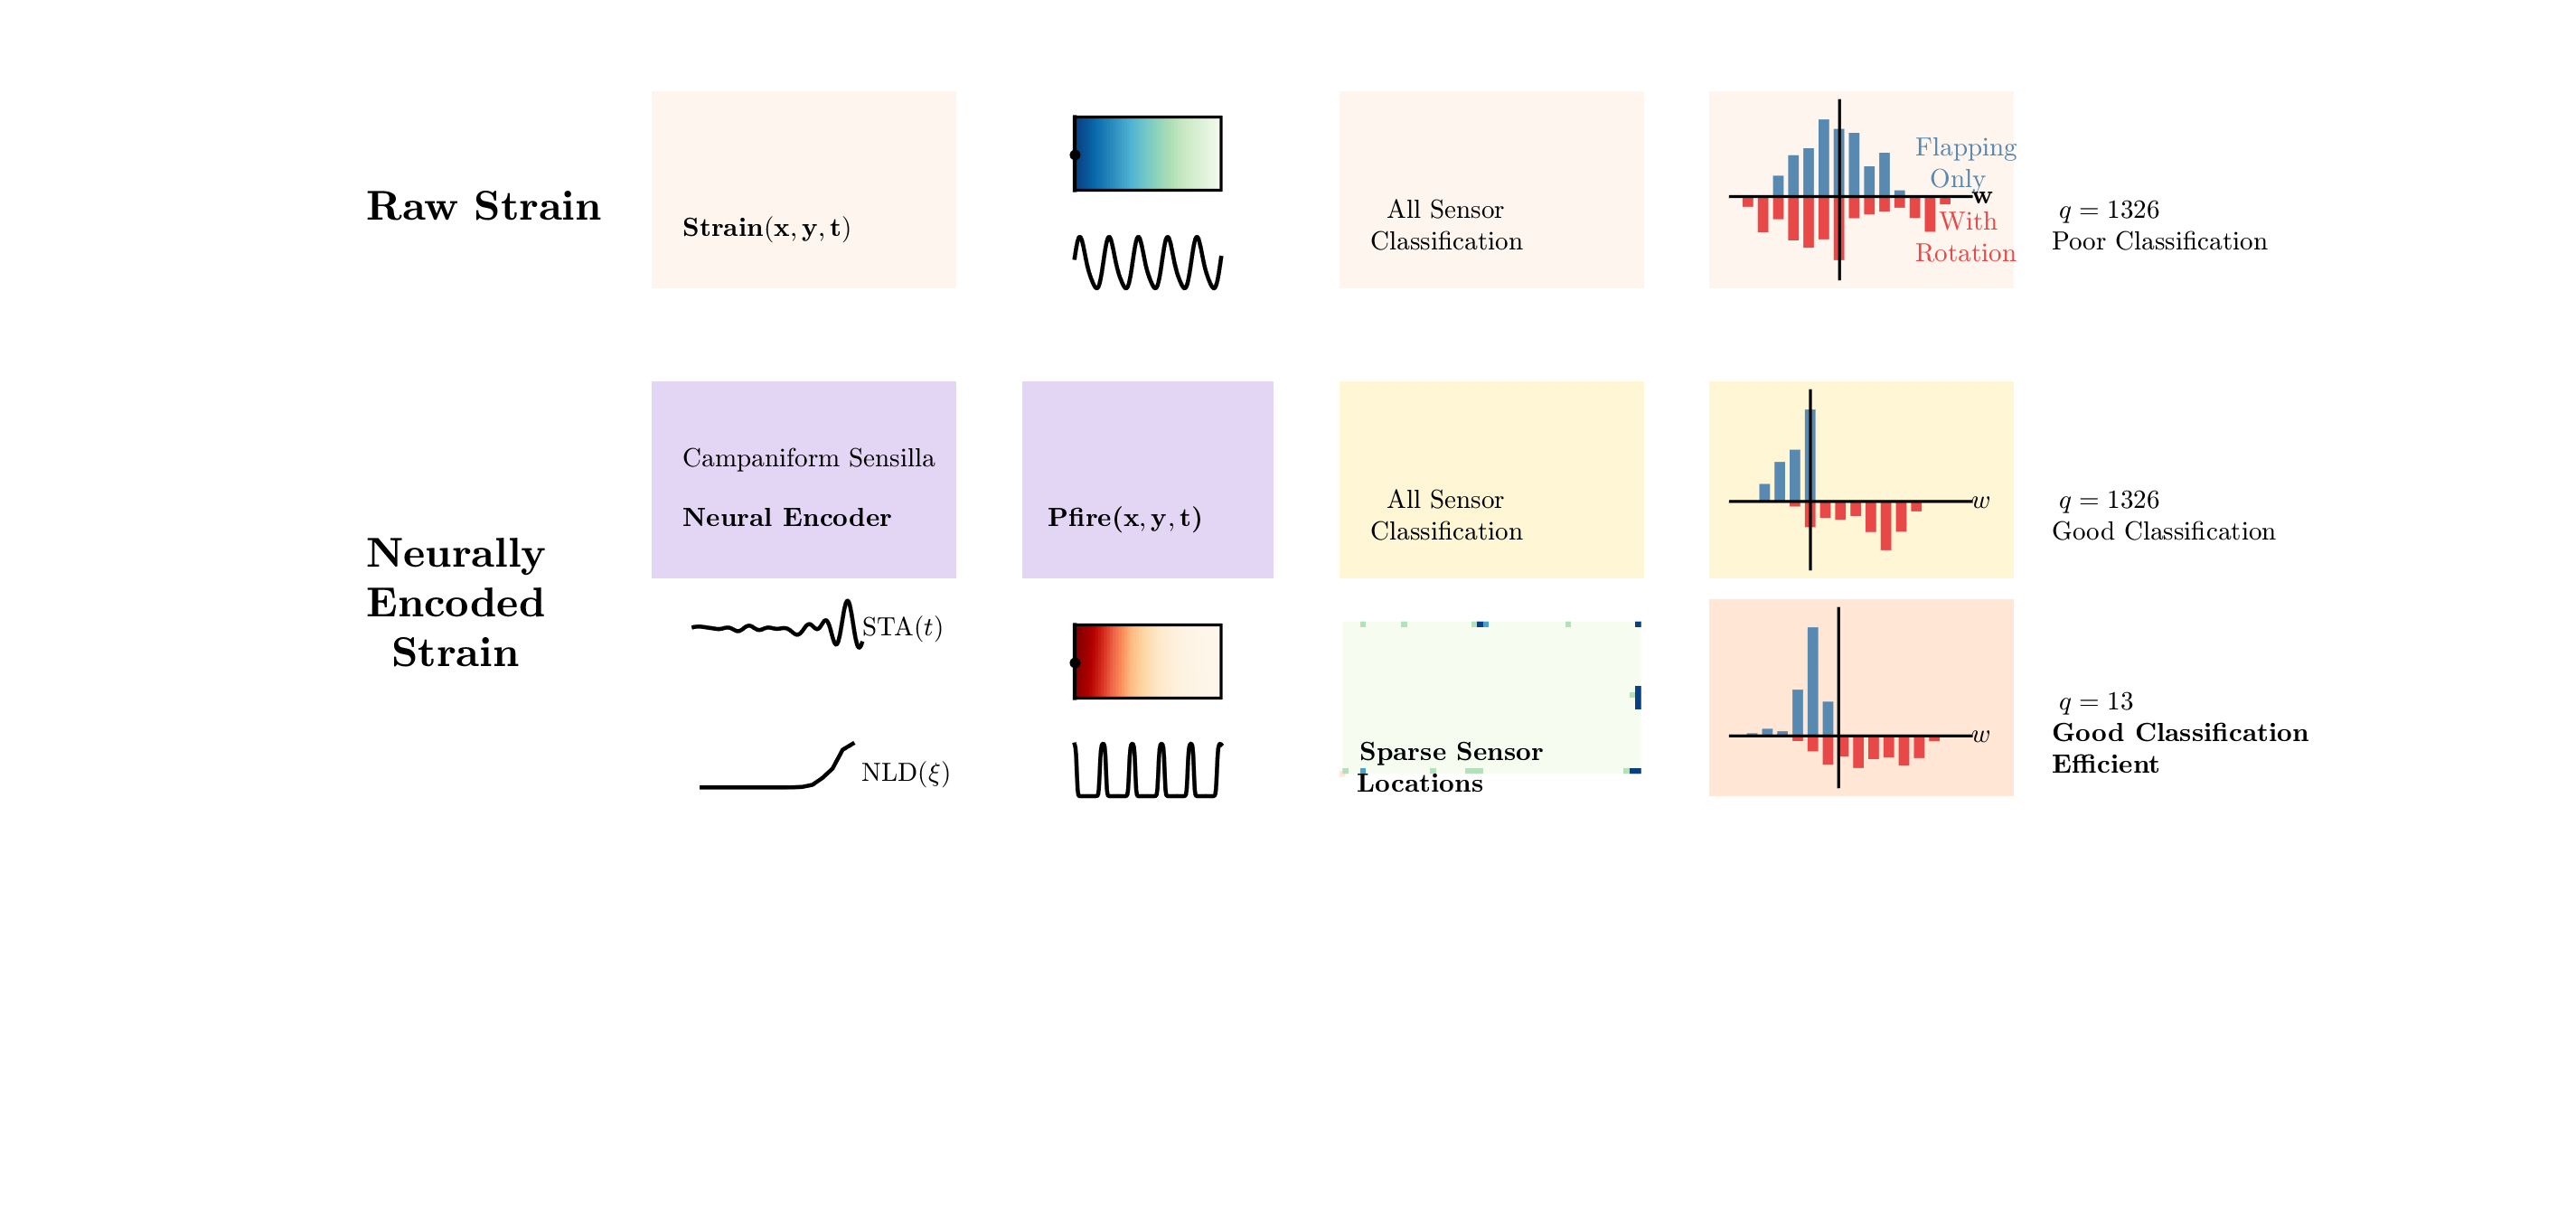 Raw Strain
Strain(x, y, t)
All Sensor
Classification
Flapping
Only
w
With
Rotation
q = 1326
Poor Classification
Neurally
Encoded
Strain
Campaniform Sensilla
Neural Encoder
Pfire(x, y, t)
All Sensor
Classification
w
q = 1326
Good Classification
STA(t)
NLD(ξ)
Sparse Sensor
Locations
w
q = 13
Good Classification
Efficient